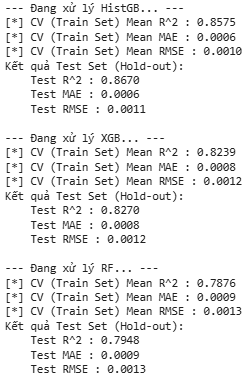 --- Đang xử lý HistGB... ---
[*] CV (Train Set) Mean R^2 : 0.8575
[*] CV (Train Set) Mean MAE : 0.0006
[*] CV (Train Set) Mean RMSE : 0.0010
Kết quả Test Set (Hold-out):
Test R^2 : 0.8670
Test MAE : 0.0006
Test RMSE : 0.0011
--- Đang xử lý XGB... ---
[*] CV (Train Set) Mean R^2 : 0.8239
[*] CV (Train Set) Mean MAE : 0.0008
[*] CV (Train Set) Mean RMSE : 0.0012
Kết quả Test Set (Hold-out):
Test R^2 : 0.8270
Test MAE : 0.0008
Test RMSE : 0.0012
--- Đang xử lý RF... ---
[*] CV (Train Set) Mean R^2 : 0.7876
[*] CV (Train Set) Mean MAE : 0.0009
[*] CV (Train Set) Mean RMSE : 0.0013
Kết quả Test Set (Hold-out):
Test R^2 : 0.7948
Test MAE : 0.0009
Test RMSE : 0.0013